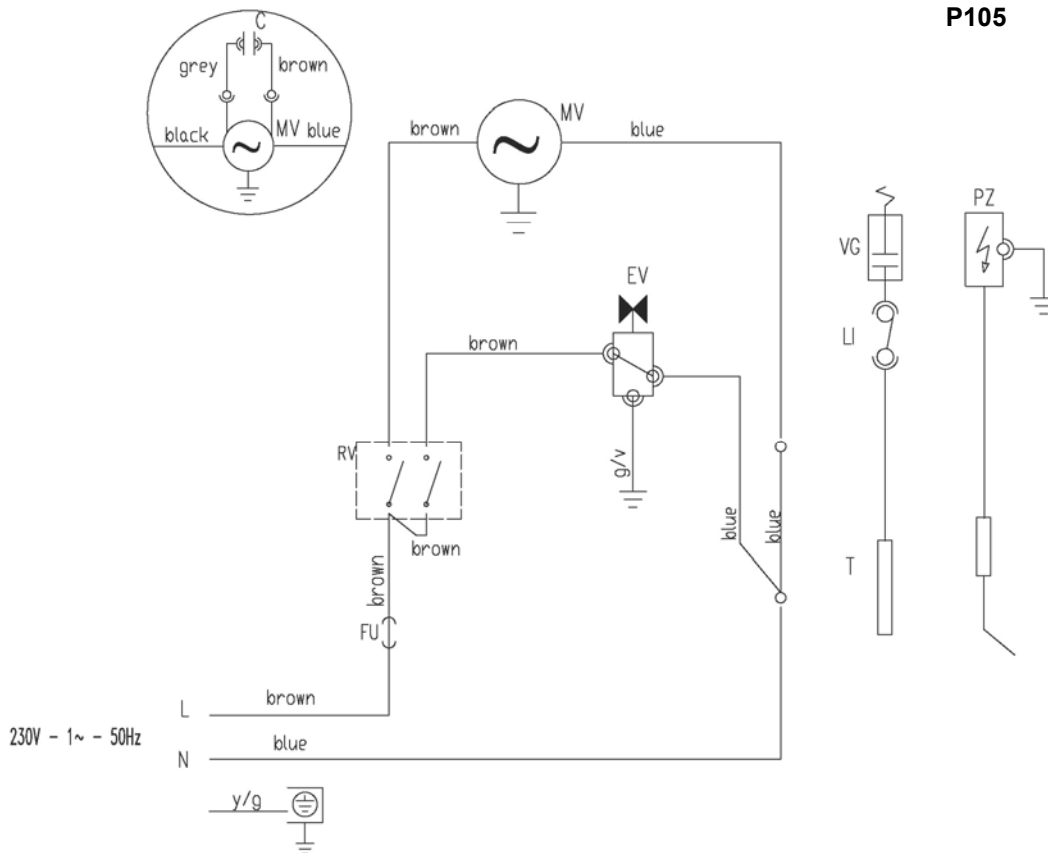 P105
C
grey
brown
black
MV
blue
brown
MV
blue
PZ
VG
EV
LI
brown
RV
g/v
blue
blue
brown
brown
T
FU
L
brown
230V - 1~ - 50Hz
N
blue
y/g